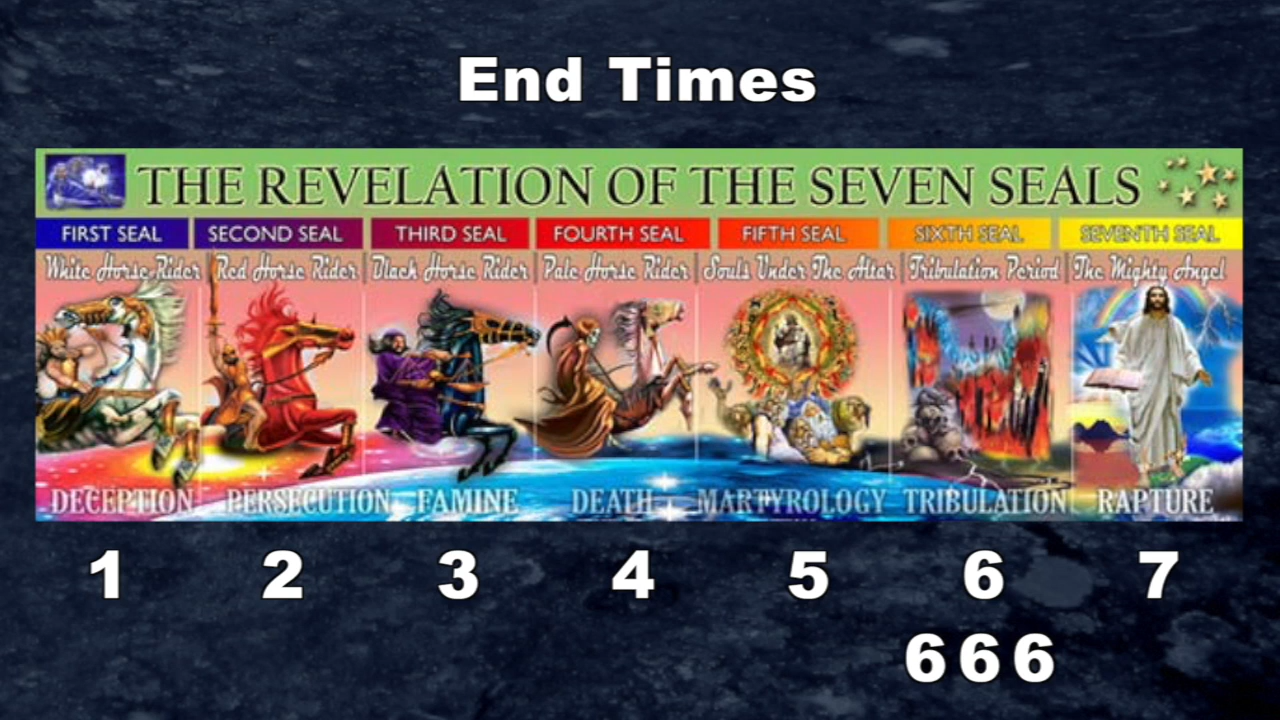 End Times
THE REVELATION OF THE SEVEN SEALS
FIRST SEAL SECOND SEAL THIRD SEAL FOURTH SEAL FIFTH SEAL SIXTH SEAL SEVENTH SEAL
White Horse Rider Red Horse Rider Black Horse Rider Pale Horse Rider Souls Under The Altar Tribulation Period The Mighty Angel
DECEPTION PERSECUTION FAMINE DEATH MARTYROLOGY TRIBULATION RAPTURE
1 2 3 4 5 6 7
666